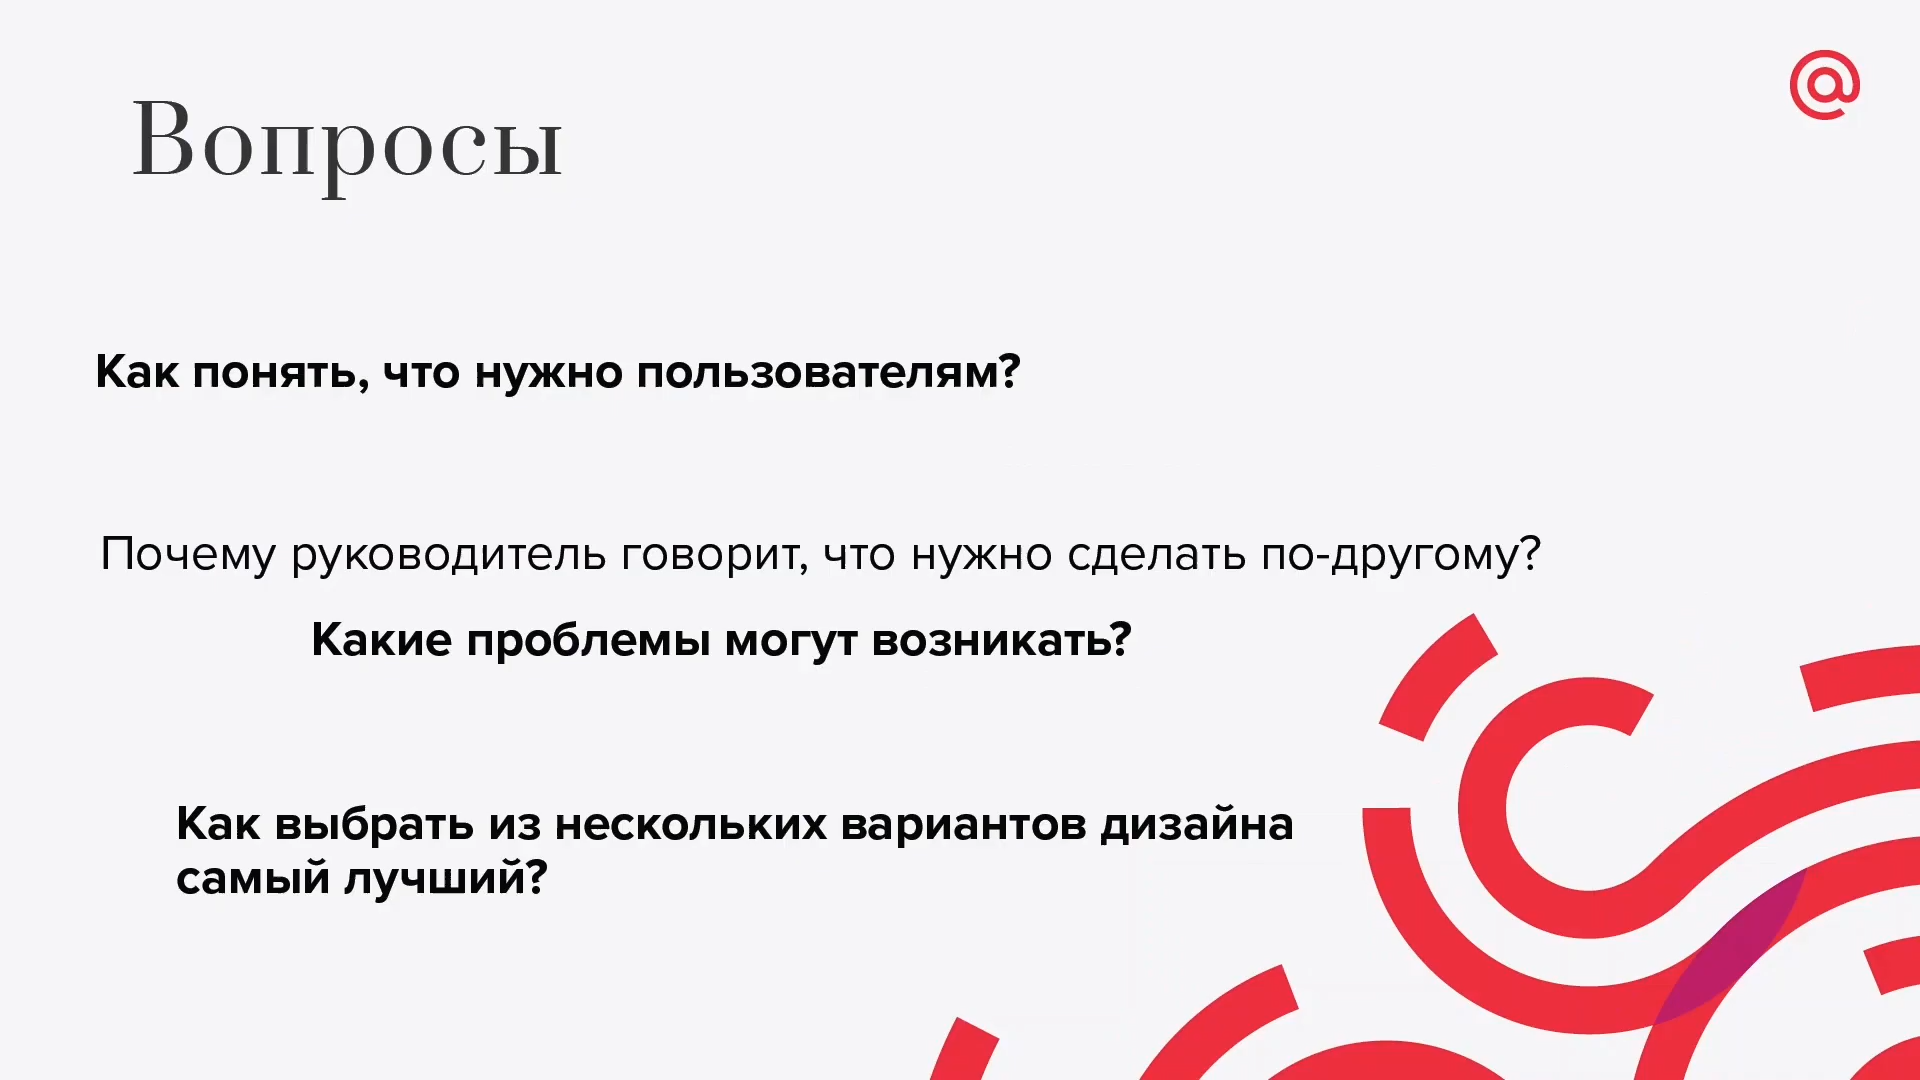 Вопросы
Как понять, что нужно пользователям?
Почему руководитель говорит, что нужно сделать по-другому?
Какие проблемы могут возникать?
Как выбрать из нескольких вариантов дизайна
самый лучший?